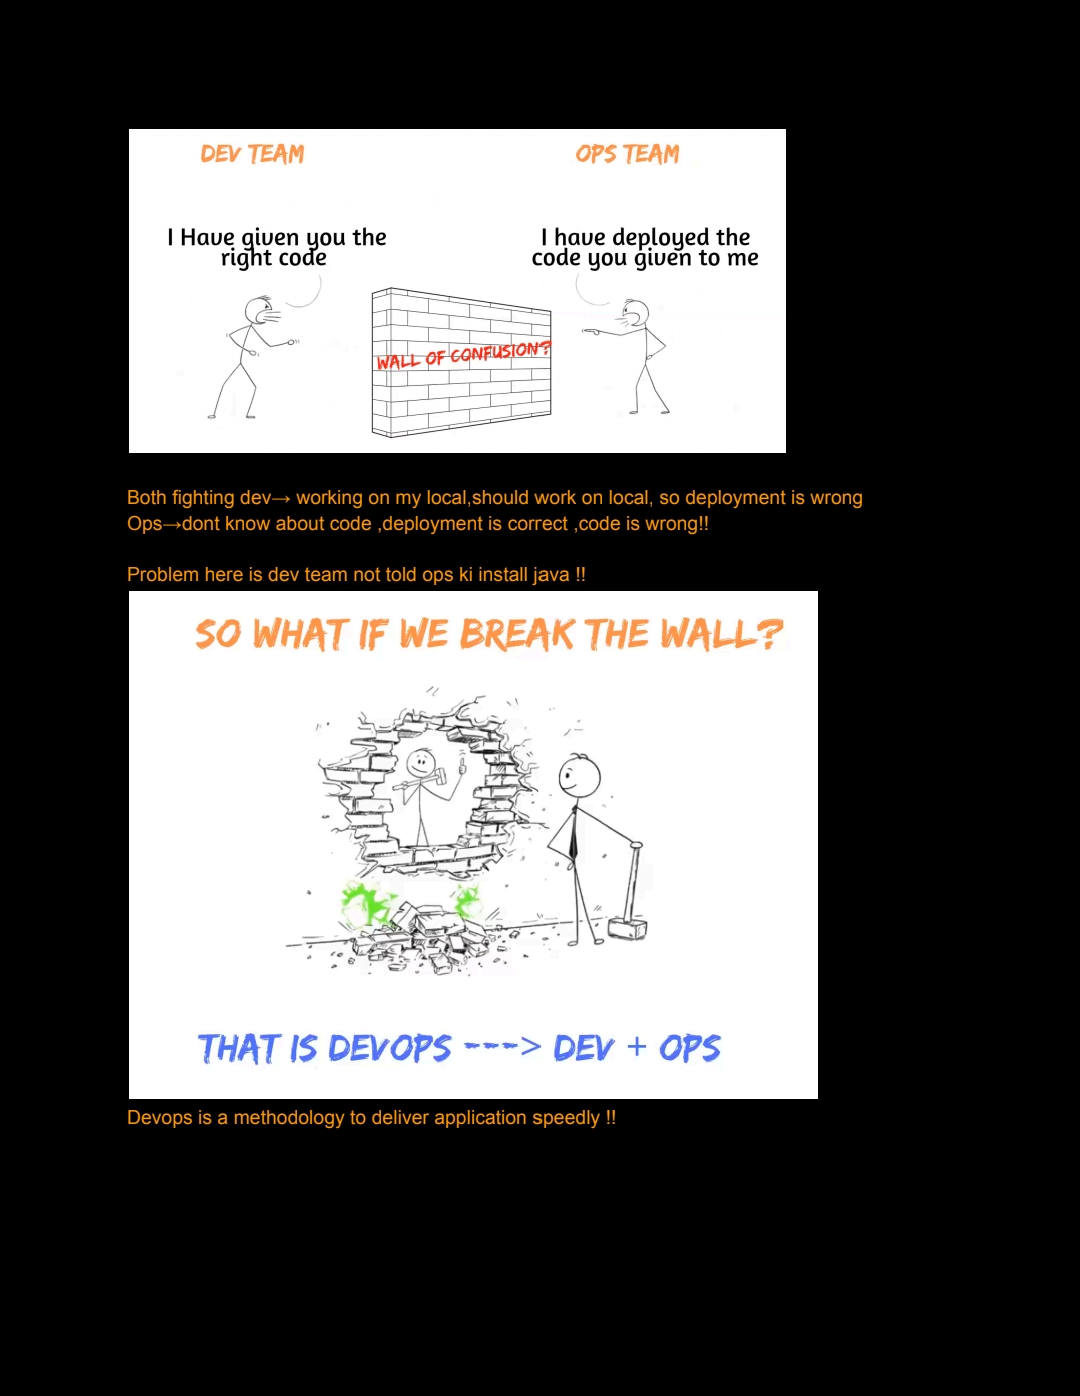 DEV TEAM
OPS TEAM
I Have given you the
right code
I have deployed the
code you given to me
WALL OF CONFUSION?
Both fighting dev→ working on my local,should work on local, so deployment is wrong
Ops→dont know about code ,deployment is correct ,code is wrong!!
Problem here is dev team not told ops ki install java !!
SO WHAT IF WE BREAK THE WALL?
THAT IS DEVOPS ---> DEV + OPS
Devops is a methodology to deliver application speedly !!